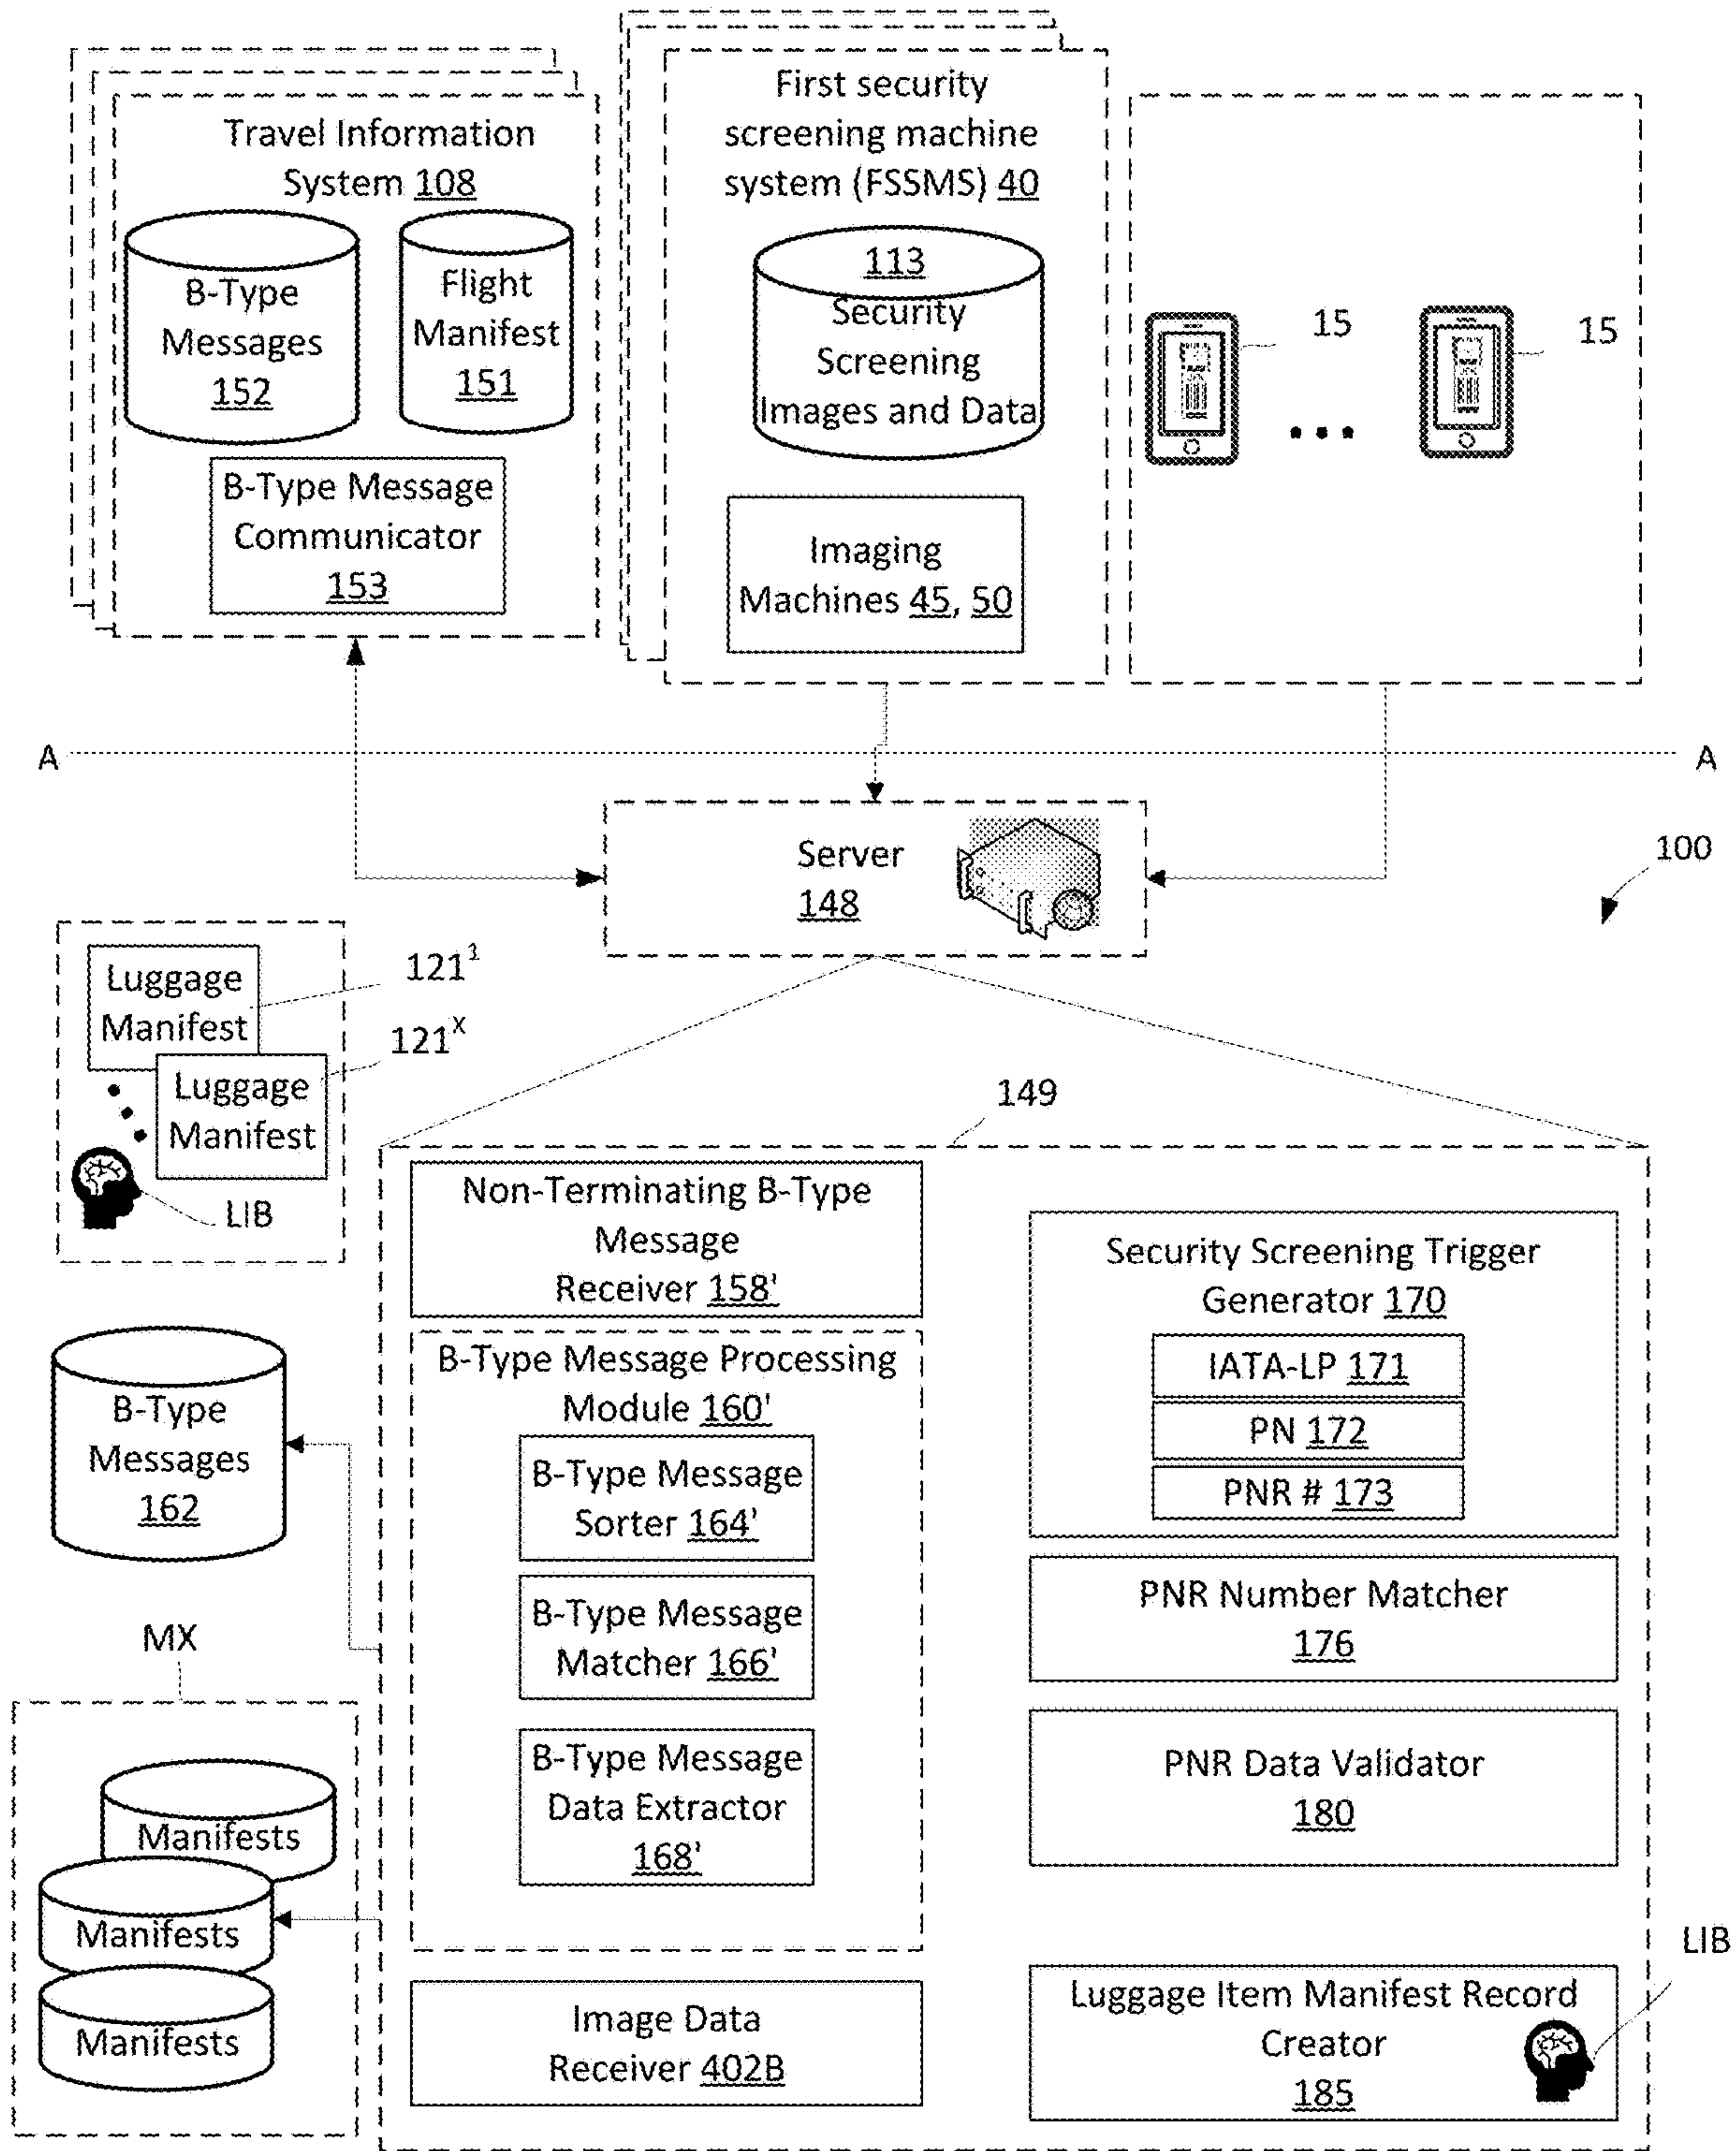 Travel Information
System 108
B-Type
Messages
152
Flight
Manifest
151
B-Type Message
Communicator
153
First security
screening machine
system (FSSMS) 40
113
Security
Screening
Images and Data
Imaging
Machines 45, 50
15
15
A
A
Server
148
100
Luggage
Manifest
121¹
121ˣ
Luggage
Manifest
LIB
149
Non-Terminating B-Type
Message
Receiver 158'
B-Type Message Processing
Module 160'
B-Type Message
Sorter 164'
B-Type Message
Matcher 166'
B-Type Message
Data Extractor
168'
Image Data
Receiver 402B
Security Screening Trigger
Generator 170
IATA-LP 171
PN 172
PNR # 173
PNR Number Matcher
176
PNR Data Validator
180
Luggage Item Manifest Record
Creator
185
LIB
B-Type
Messages
162
MX
Manifests
Manifests
Manifests